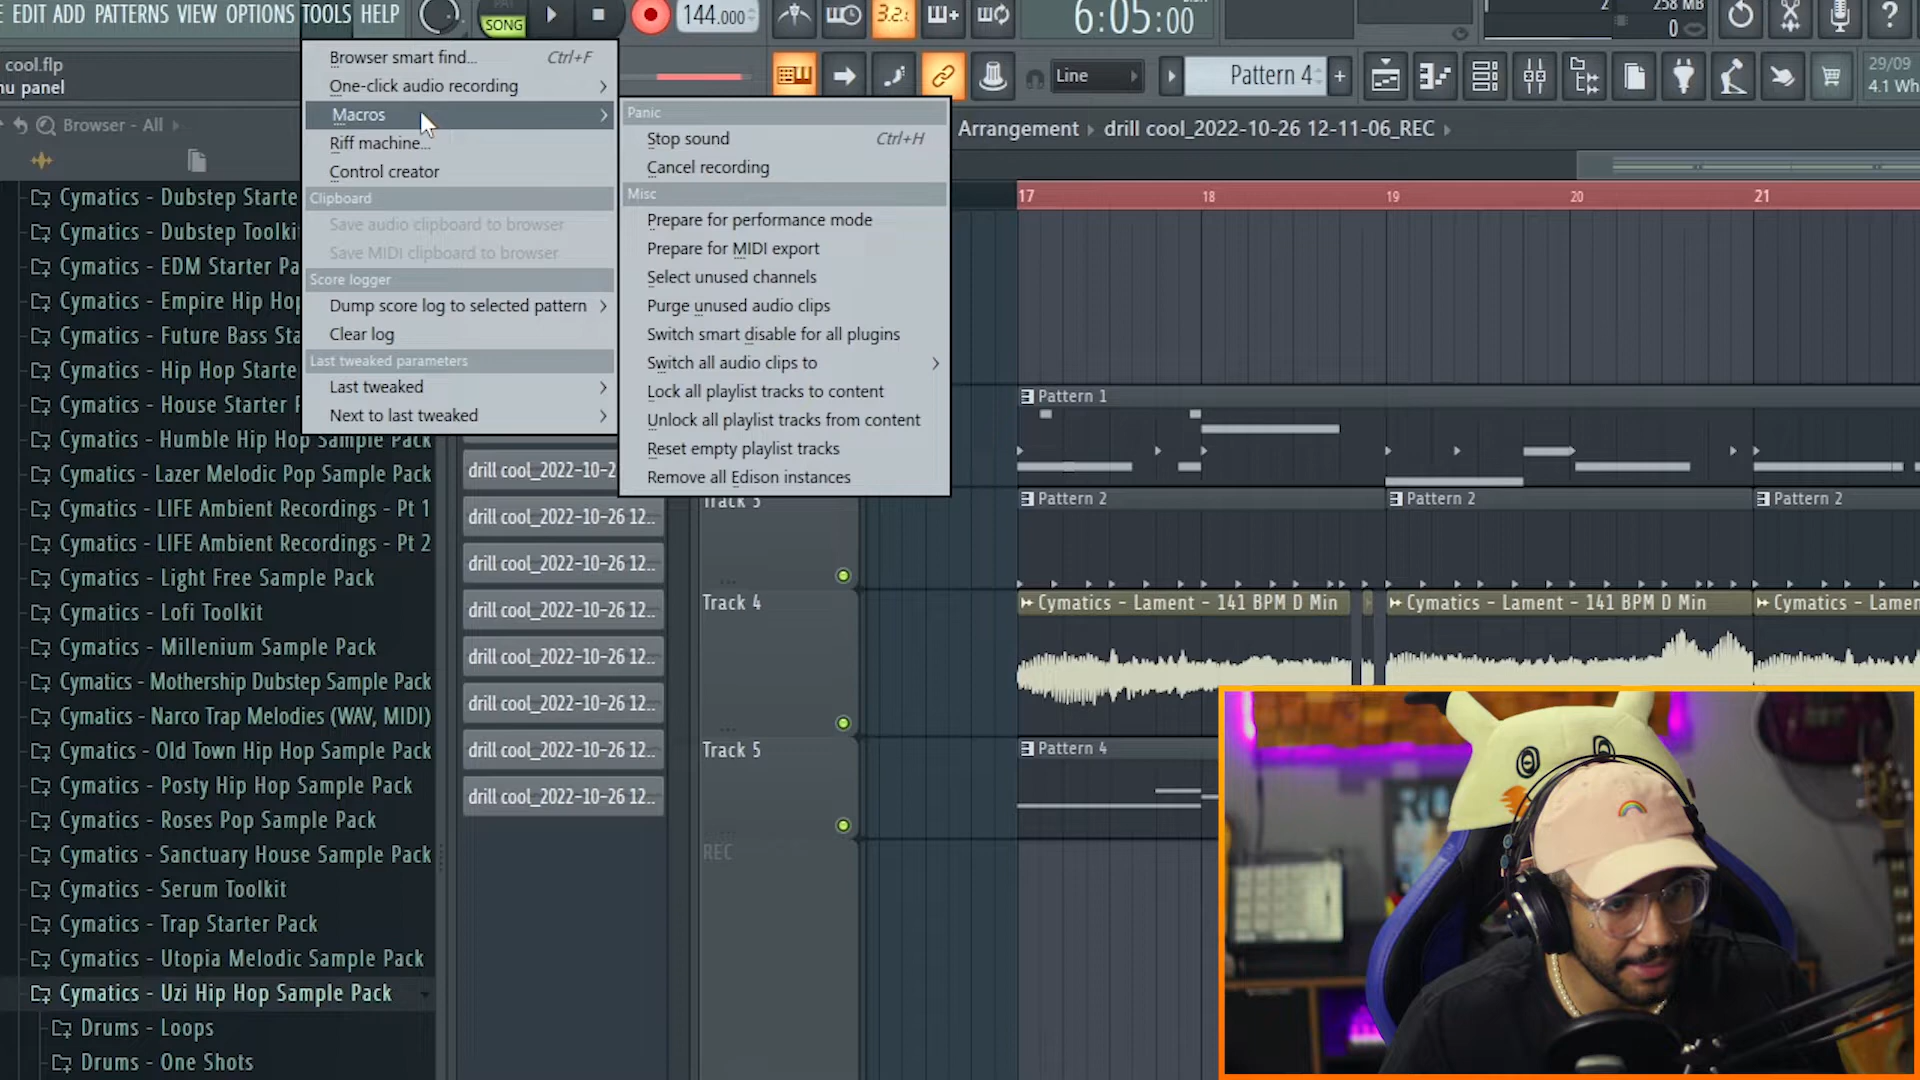 EDIT ADD PATTERNS VIEW OPTIONS TOOLS HELP
SONG
144.000
3.2
6:05:00
2
258 MB
0
cool.flp
nu panel
Line
Pattern 4
29/09
4.1
Browser - All
Arrangement
drill cool_2022-10-26 12-11-06_REC
Browser smart find... Ctrl+F
One-click audio recording
Macros
Riff machine...
Control creator
Clipboard
Save audio clipboard to browser
Save MIDI clipboard to browser
Score logger
Dump score log to selected pattern
Clear log
Last tweaked parameters
Last tweaked
Next to last tweaked
Panic
Stop sound Ctrl+H
Cancel recording
Misc
Prepare for performance mode
Prepare for MIDI export
Select unused channels
Purge unused audio clips
Switch smart disable for all plugins
Switch all audio clips to
Lock all playlist tracks to content
Unlock all playlist tracks from content
Reset empty playlist tracks
Remove all Edison instances
Cymatics - Dubstep Starte
Cymatics - Dubstep Toolki
Cymatics - EDM Starter Pa
Cymatics - Empire Hip Hop
Cymatics - Future Bass Sta
Cymatics - Hip Hop Starte
Cymatics - House Starter F
Cymatics - Humble Hip Hop Sample Pack
Cymatics - Lazer Melodic Pop Sample Pack
Cymatics - LIFE Ambient Recordings - Pt 1
Cymatics - LIFE Ambient Recordings - Pt 2
Cymatics - Light Free Sample Pack
Cymatics - Lofi Toolkit
Cymatics - Millenium Sample Pack
Cymatics - Mothership Dubstep Sample Pack
Cymatics - Narco Trap Melodies (WAV, MIDI)
Cymatics - Old Town Hip Hop Sample Pack
Cymatics - Posty Hip Hop Sample Pack
Cymatics - Roses Pop Sample Pack
Cymatics - Sanctuary House Sample Pack
Cymatics - Serum Toolkit
Cymatics - Trap Starter Pack
Cymatics - Utopia Melodic Sample Pack
Cymatics - Uzi Hip Hop Sample Pack
Drums - Loops
Drums - One Shots
drill cool_2022-10-2
drill cool_2022-10-26 12...
drill cool_2022-10-26 12...
drill cool_2022-10-26 12...
drill cool_2022-10-26 12...
drill cool_2022-10-26 12...
drill cool_2022-10-26 12...
drill cool_2022-10-26 12...
17 18 19 20 21
Pattern 1
Track 3
Pattern 2 Pattern 2 Pattern 2
Track 4
Cymatics - Lament - 141 BPM D Min
Cymatics - Lament - 141 BPM D Min
Cymatics - Lamer
Track 5
Pattern 4
REC